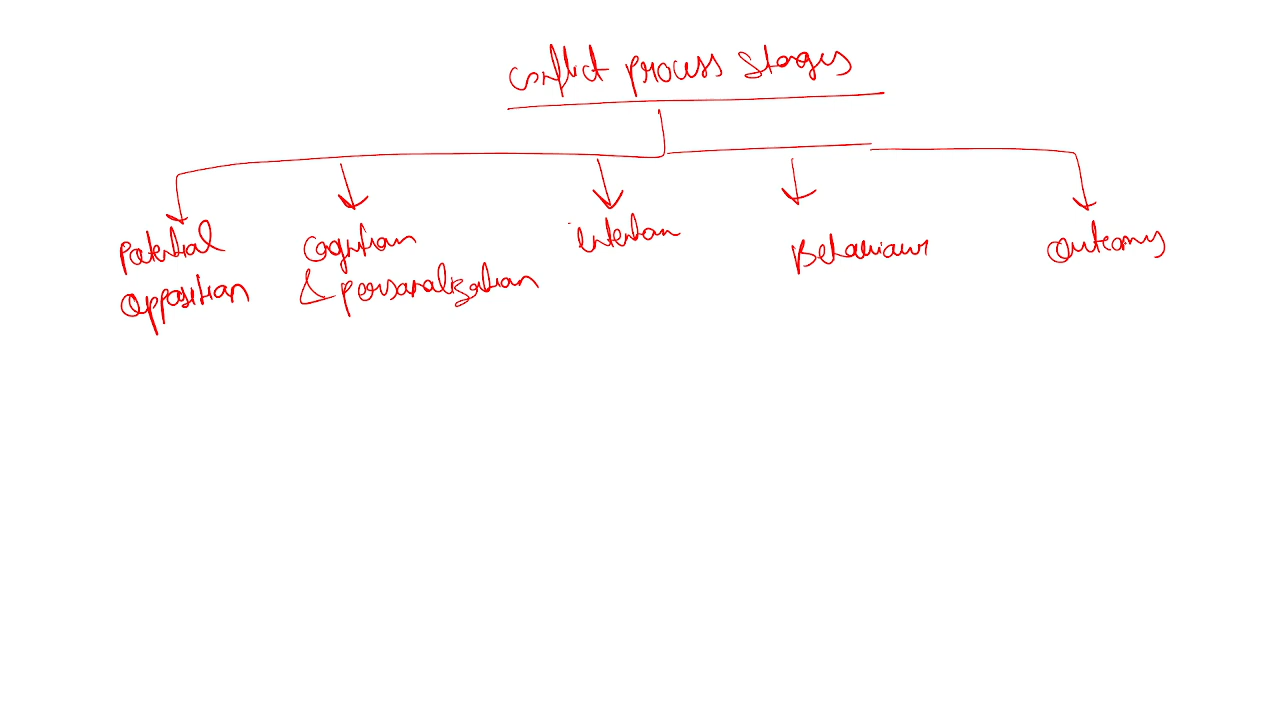 Conflict process stages
Potential
opposition
Cognition
& personalization
intention
Behaviour
outcomes